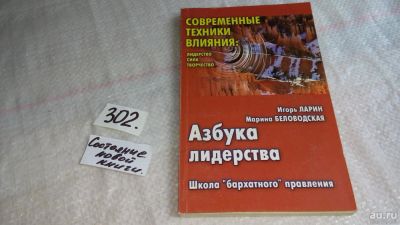 СОВРЕМЕННЫЕ
ТЕХНИКИ
ВЛИЯНИЯ:
ЛИДЕРСТВО
СИЛА
ТВОРЧЕСТВО
Игорь ЛАРИН
Марина БЕЛОВОДСКАЯ
Азбука
лидерства
Школа "бархатного" правления
302.
Состояние
новой
книги.
au.ru